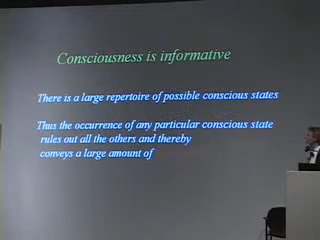 Consciousness is informative
There is a large repertoire of possible conscious states
Thus the occurrence of any particular conscious state
rules out all the others and thereby
conveys a large amount of